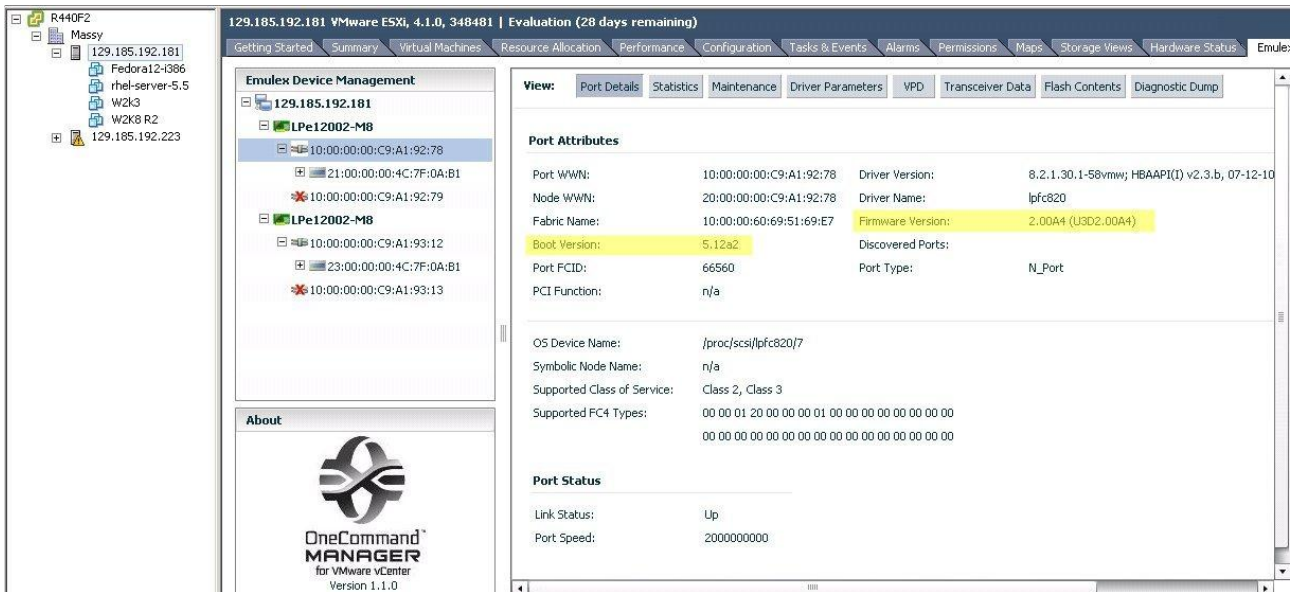 R440F2
Massy
129.185.192.181
Fedora12-i386
rhel-server-5.5
W2k3
W2K8 R2
129.185.192.223
129.185.192.181 VMware ESXi, 4.1.0, 348481 | Evaluation (28 days remaining)
Getting Started Summary Virtual Machines Resource Allocation Performance Configuration Tasks & Events Alarms Permissions Maps Storage Views Hardware Status Emulex
Emulex Device Management
129.185.192.181
LPe12002-M8
10:00:00:00:C9:A1:92:78
21:00:00:00:4C:7F:0A:B1
10:00:00:00:C9:A1:92:79
LPe12002-M8
10:00:00:00:C9:A1:93:12
23:00:00:00:4C:7F:0A:B1
10:00:00:00:C9:A1:93:13
About
OneCommand™
MANAGER
for VMware vCenter
Version 1.1.0
View: Port Details Statistics Maintenance Driver Parameters VPD Transceiver Data Flash Contents Diagnostic Dump
Port Attributes
Port WWN: 10:00:00:00:C9:A1:92:78 Driver Version: 8.2.1.30.1-58vmw; HBAAPI(I) v2.3.b, 07-12-10
Node WWN: 20:00:00:00:C9:A1:92:78 Driver Name: lpfc820
Fabric Name: 10:00:00:60:69:51:69:E7 Firmware Version: 2.00A4 (U3D2.00A4)
Boot Version: 5.12a2 Discovered Ports:
Port FCID: 66560 Port Type: N_Port
PCI Function: n/a
OS Device Name: /proc/scsi/lpfc820/7
Symbolic Node Name: n/a
Supported Class of Service: Class 2, Class 3
Supported FC4 Types: 00 00 01 20 00 00 00 01 00 00 00 00 00 00 00 00
00 00 00 00 00 00 00 00 00 00 00 00 00 00 00 00
Port Status
Link Status: Up
Port Speed: 2000000000